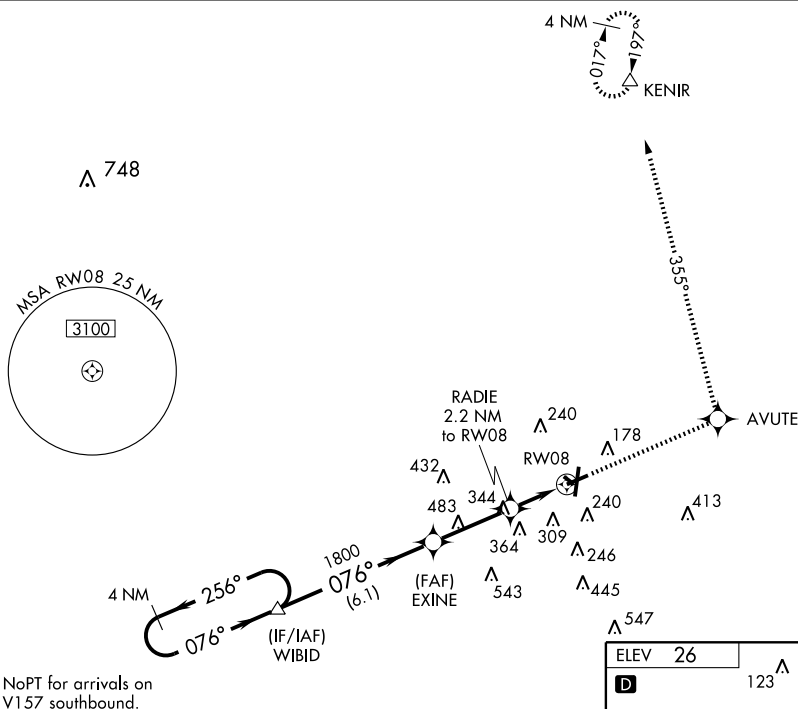 4 NM
017°
197°
KENIR
748
MSA RW08 25 NM
3100
355°
RADIE
2.2 NM
to RW08
240
AVUTE
178
RW08
432
344
483
240
413
364
309
246
1800
076°
(6.1)
(FAF)
EXINE
543
445
4 NM
256°
076°
(IF/IAF)
WIBID
547
ELEV 26
D
123
NoPT for arrivals on
V157 southbound.